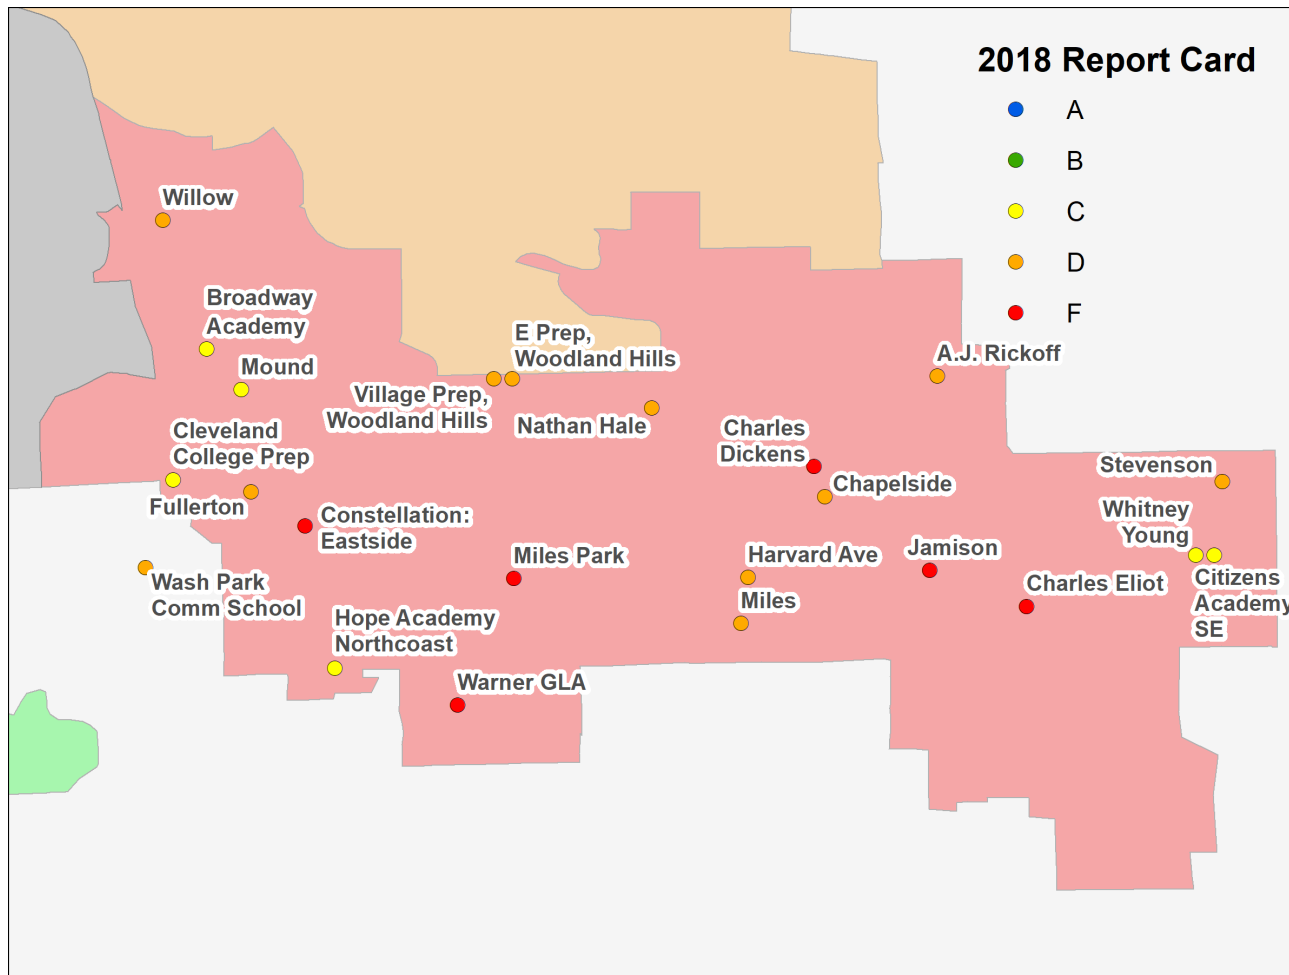 2018 Report Card
A
B
C
D
F
Willow
Broadway
Academy
Mound
E Prep,
Woodland Hills
Village Prep,
Woodland Hills
Nathan Hale
A.J. Rickoff
Cleveland
College Prep
Fullerton
Charles
Dickens
Chapelside
Stevenson
Whitney
Young
Constellation:
Eastside
Miles Park
Harvard Ave
Jamison
Miles
Charles Eliot
Citizens
Academy
SE
Wash Park
Comm School
Hope Academy
Northcoast
Warner GLA